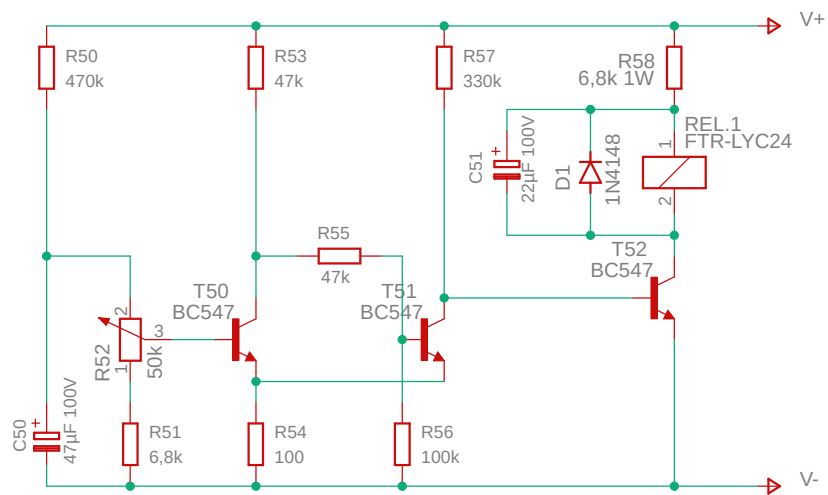 V+
R50
470k
R53
47k
R57
330k
R58
6,8k 1W
REL.1
FTR-LYC24
1
2
C51
+
22µF 100V
D1
1N4148
R55
47k
T50
BC547
T51
BC547
T52
BC547
2
3
1
R52
50k
C50
+
47µF 100V
R51
6,8k
R54
100
R56
100k
V-